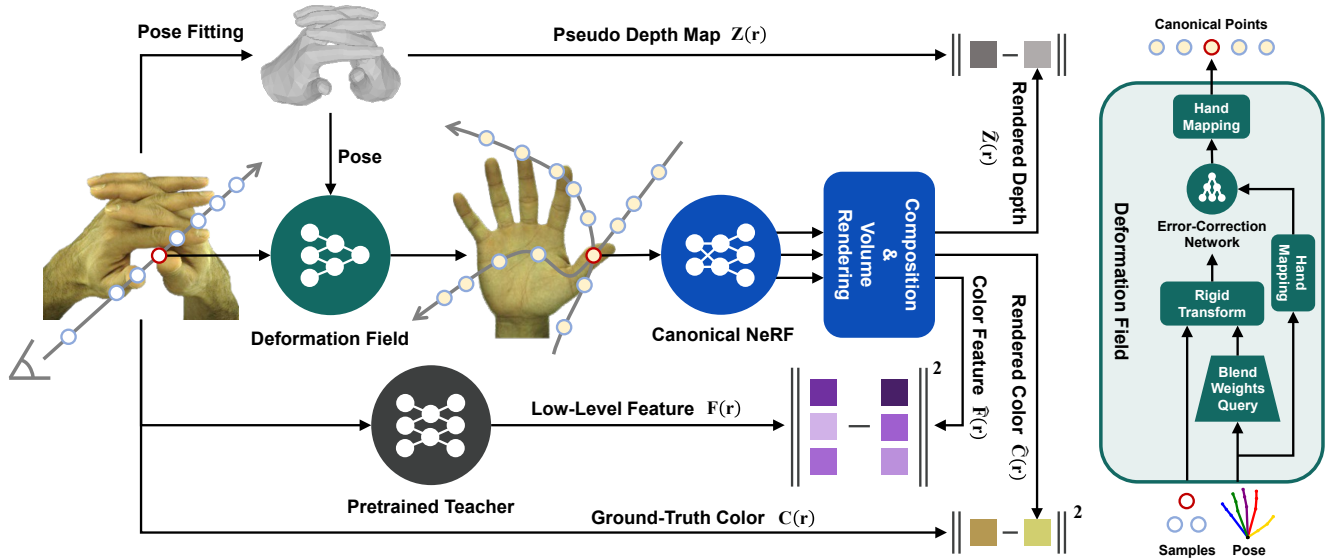 Pose Fitting
Pseudo Depth Map Z(r)
Pose
Deformation Field
Canonical NeRF
Composition
&
Volume
Rendering
Rendered Depth
Ẑ(r)
Color Feature F̂(r)
Rendered Color Ĉ(r)
Low-Level Feature F(r)
2
Pretrained Teacher
Ground-Truth Color C(r)
2
Canonical Points
Deformation Field
Hand
Mapping
Error-Correction
Network
Hand
Mapping
Rigid
Transform
Blend
Weights
Query
Samples
Pose